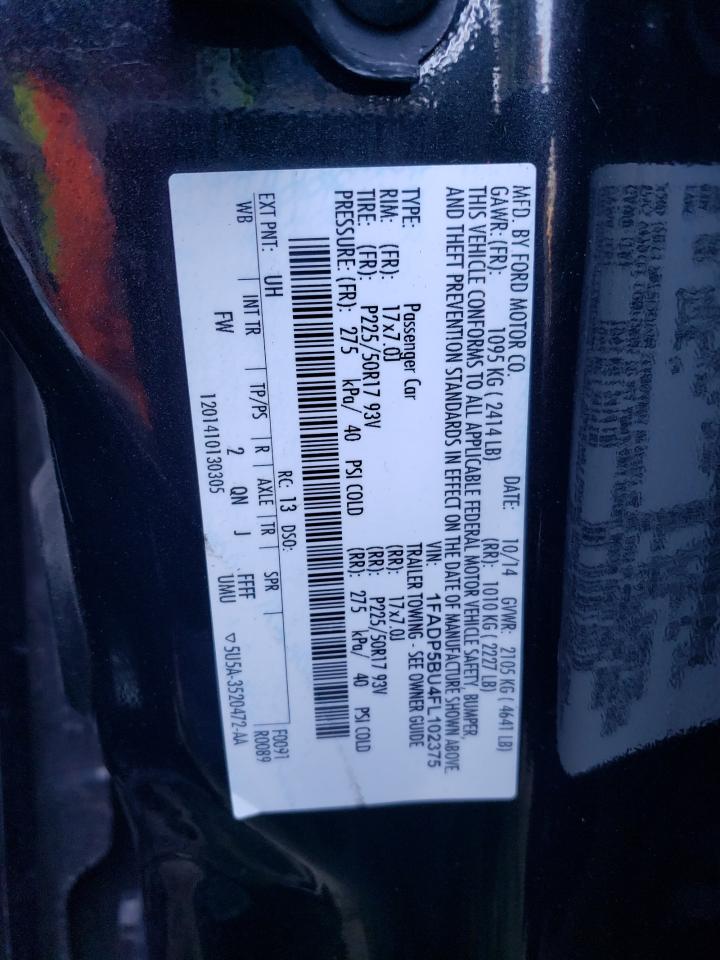 MFD. BY FORD MOTOR CO.
DATE: 10/14 GVWR: 2105 KG ( 4641 LB)
GAWR: (FR): 1095 KG ( 2414 LB) (RR): 1010 KG ( 2227 LB)
THIS VEHICLE CONFORMS TO ALL APPLICABLE FEDERAL MOTOR VEHICLE SAFETY, BUMPER,
AND THEFT PREVENTION STANDARDS IN EFFECT ON THE DATE OF MANUFACTURE SHOWN ABOVE.
VIN: 1FADP5BU4FL102375
TYPE: Passenger Car TRAILER TOWING - SEE OWNER GUIDE
RIM: (FR): 17x7.0J (RR): 17x7.0J
TIRE: (FR): P225/50R17 93V (RR): P225/50R17 93V
PRESSURE: (FR): 275 kPa/ 40 PSI COLD (RR): 275 kPa/ 40 PSI COLD
EXT PNT: UH RC: 13 DSO: F0091
WB INT TR TP/PS R AXLE TR SPR R0089
FW 2 QN J FFFF UMU
1201410130305 ▽5U5A-3520472-AA